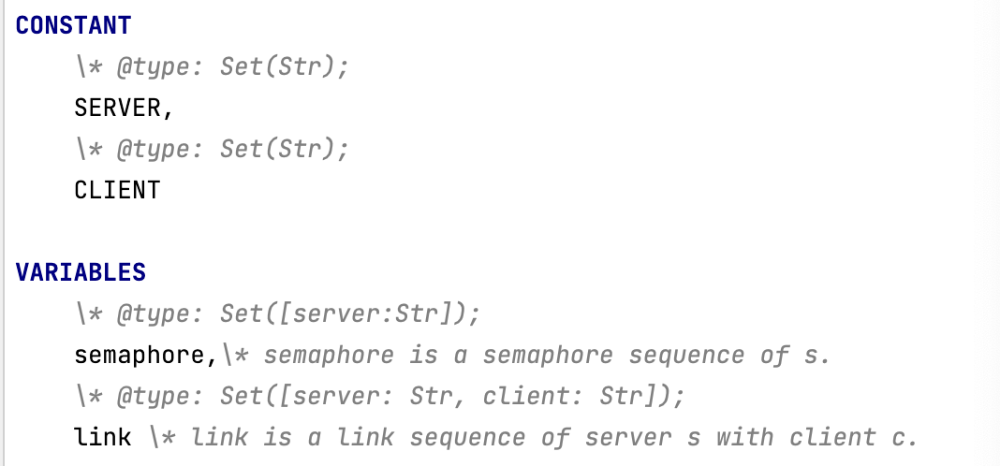 CONSTANT
\* @type: Set(Str);
SERVER,
\* @type: Set(Str);
CLIENT
VARIABLES
\* @type: Set([server:Str]);
semaphore,\* semaphore is a semaphore sequence of s.
\* @type: Set([server: Str, client: Str]);
link \* link is a link sequence of server s with client c.